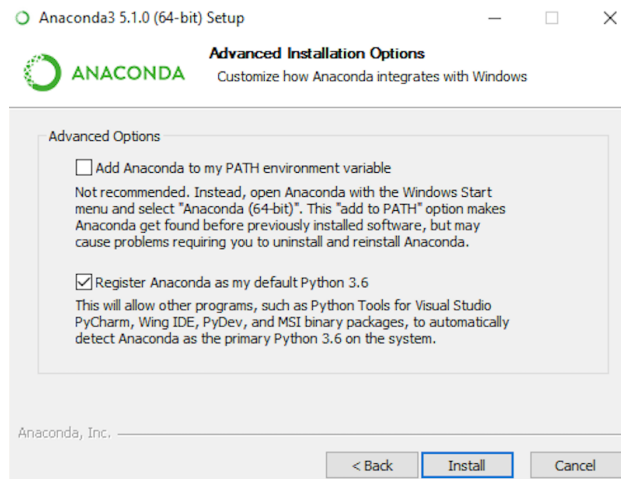 Anaconda3 5.1.0 (64-bit) Setup
Advanced Installation Options
ANACONDA
Customize how Anaconda integrates with Windows
Advanced Options
Add Anaconda to my PATH environment variable
Not recommended. Instead, open Anaconda with the Windows Start
menu and select "Anaconda (64-bit)". This "add to PATH" option makes
Anaconda get found before previously installed software, but may
cause problems requiring you to uninstall and reinstall Anaconda.
Register Anaconda as my default Python 3.6
This will allow other programs, such as Python Tools for Visual Studio
PyCharm, Wing IDE, PyDev, and MSI binary packages, to automatically
detect Anaconda as the primary Python 3.6 on the system.
Anaconda, Inc.
< Back
Install
Cancel